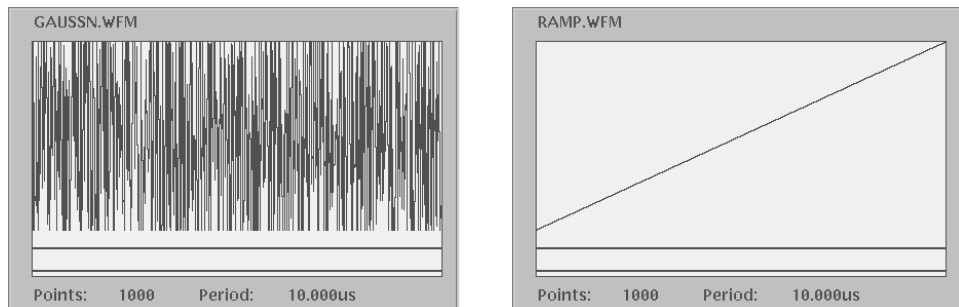 GAUSSN.WFM
Points: 1000 Period: 10.000us
RAMP.WFM
Points: 1000 Period: 10.000us